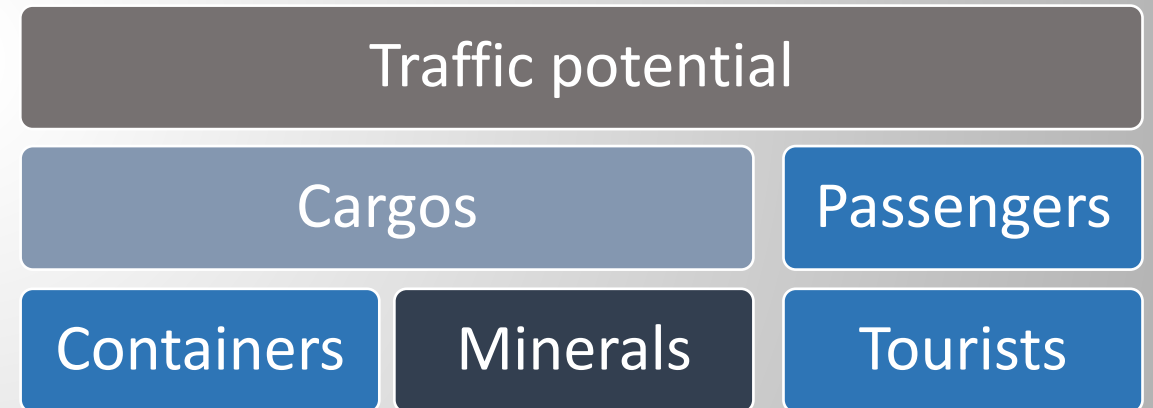 Traffic potential
Cargos
Passengers
Containers
Minerals
Tourists